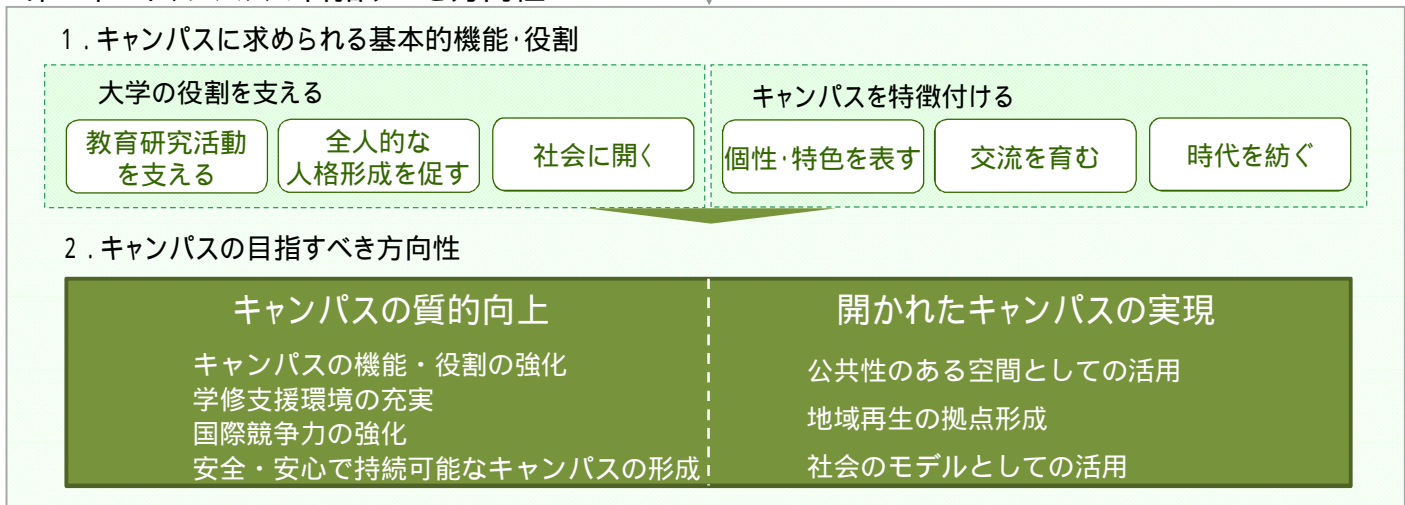 1.キャンパスに求められる基本的機能・役割
大学の役割を支える
教育研究活動
を支える
全人的な
人格形成を促す
社会に開く
キャンパスを特徴付ける
個性・特色を表す
交流を育む
時代を紡ぐ
2.キャンパスの目指すべき方向性
キャンパスの質的向上
キャンパスの機能・役割の強化
学修支援環境の充実
国際競争力の強化
安全・安心で持続可能なキャンパスの形成
開かれたキャンパスの実現
公共性のある空間としての活用
地域再生の拠点形成
社会のモデルとしての活用